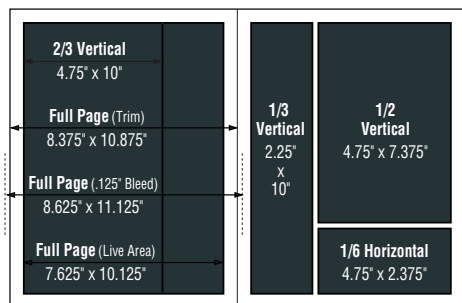 2/3 Vertical
4.75" x 10"
Full Page (Trim)
8.375" x 10.875"
Full Page (.125" Bleed)
8.625" x 11.125"
Full Page (Live Area)
7.625" x 10.125"
1/3
Vertical
2.25"
x
10"
1/2
Vertical
4.75" x 7.375"
1/6 Horizontal
4.75" x 2.375"